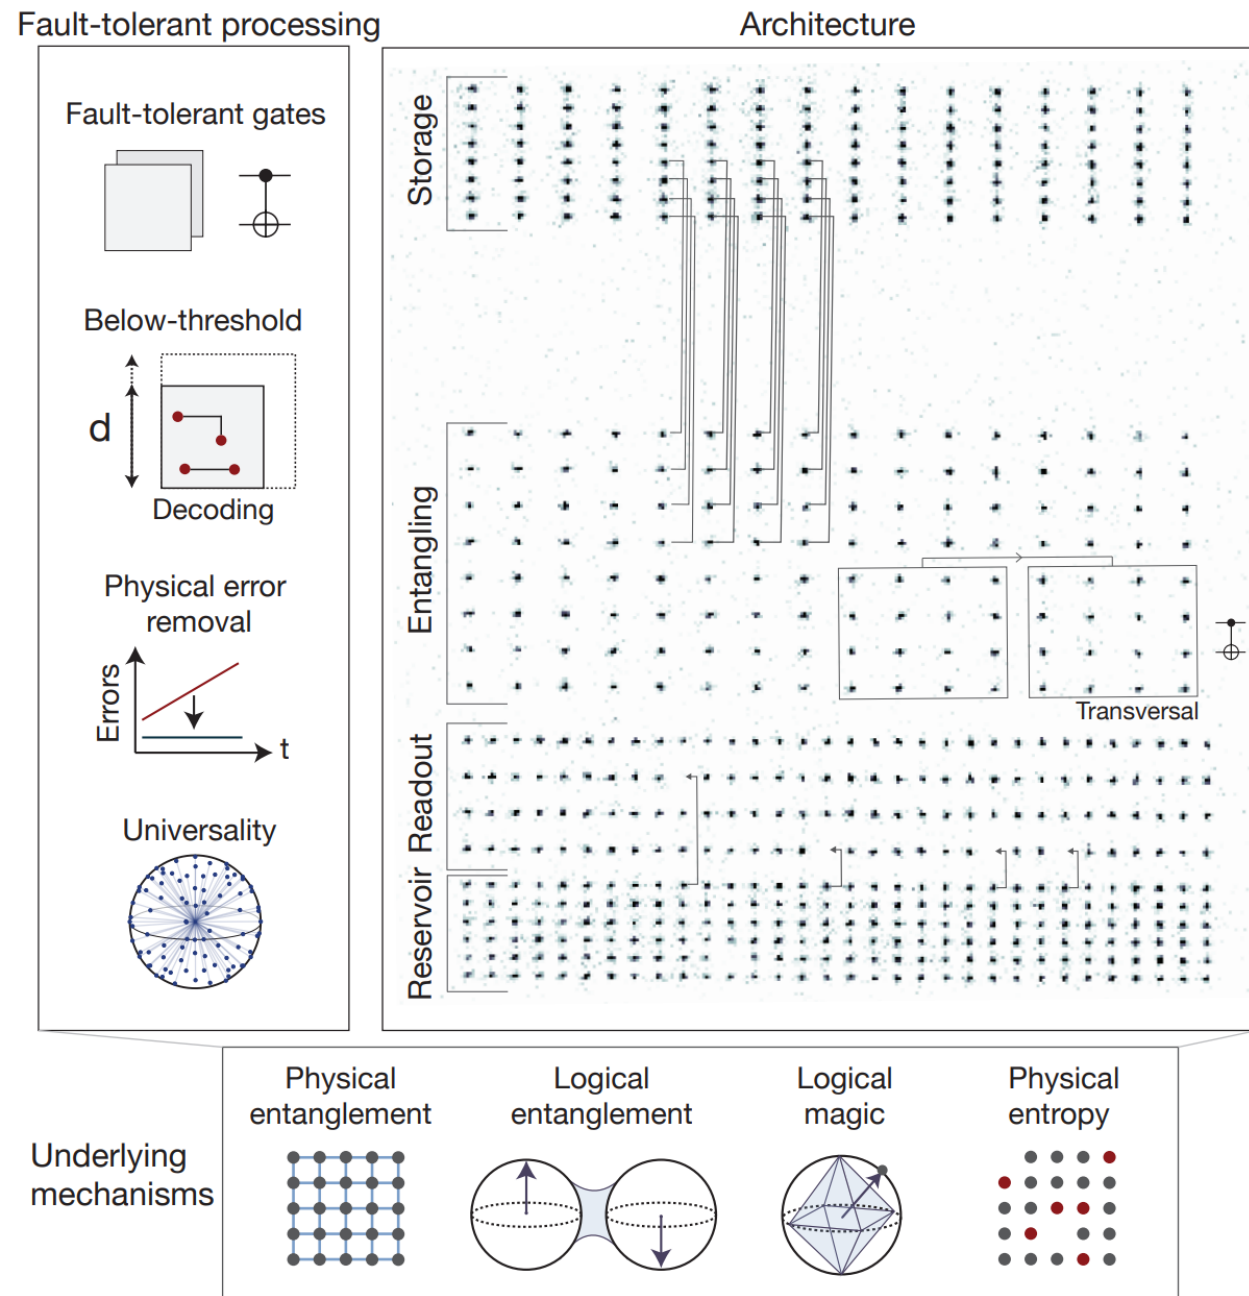 Fault-tolerant processing
Architecture
Fault-tolerant gates
Below-threshold
d
Decoding
Physical error
removal
Errors
t
Universality
Storage
Entangling
Transversal
Readout
Reservoir
Underlying
mechanisms
Physical
entanglement
Logical
entanglement
Logical
magic
Physical
entropy